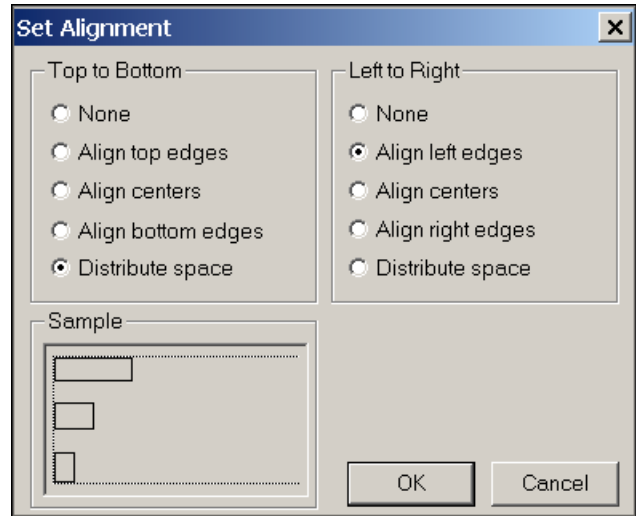 Set Alignment
Top to Bottom
None
Align top edges
Align centers
Align bottom edges
Distribute space
Left to Right
None
Align left edges
Align centers
Align right edges
Distribute space
Sample
OK
Cancel